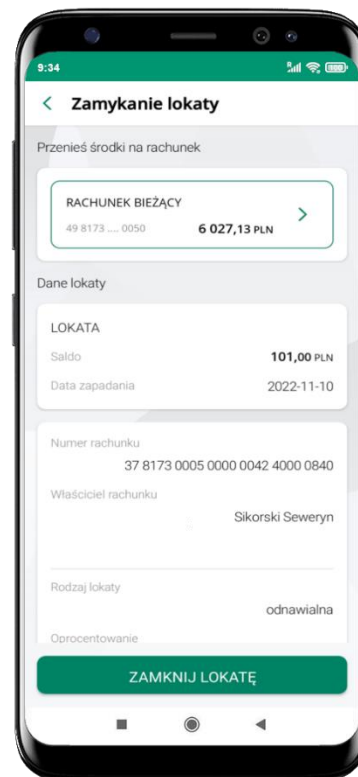 9:34
Zamykanie lokaty
Przenieś środki na rachunek
RACHUNEK BIEŻĄCY
49 8173 .... 0050 6 027,13 PLN
Dane lokaty
LOKATA
Saldo 101,00 PLN
Data zapadania 2022-11-10
Numer rachunku
37 8173 0005 0000 0042 4000 0840
Właściciel rachunku
Sikorski Seweryn
Rodzaj lokaty
odnawialna
Oprocentowanie
ZAMKNIJ LOKATĘ